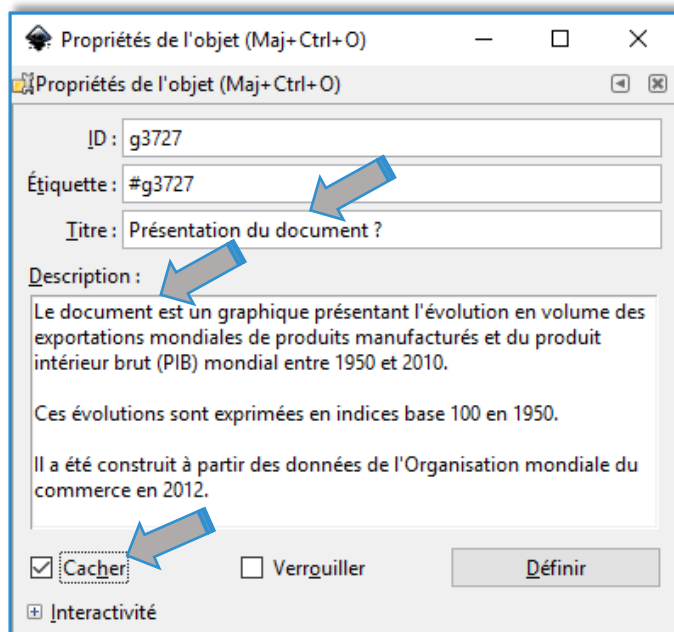 Propriétés de l'objet (Maj+Ctrl+O)
Propriétés de l'objet (Maj+Ctrl+O)
ID : g3727
Étiquette : #g3727
Titre : Présentation du document ?
Description :
Le document est un graphique présentant l'évolution en volume des
exportations mondiales de produits manufacturés et du produit
intérieur brut (PIB) mondial entre 1950 et 2010.
Ces évolutions sont exprimées en indices base 100 en 1950.
Il a été construit à partir des données de l'Organisation mondiale du
commerce en 2012.
Cacher Verrouiller Définir
Interactivité